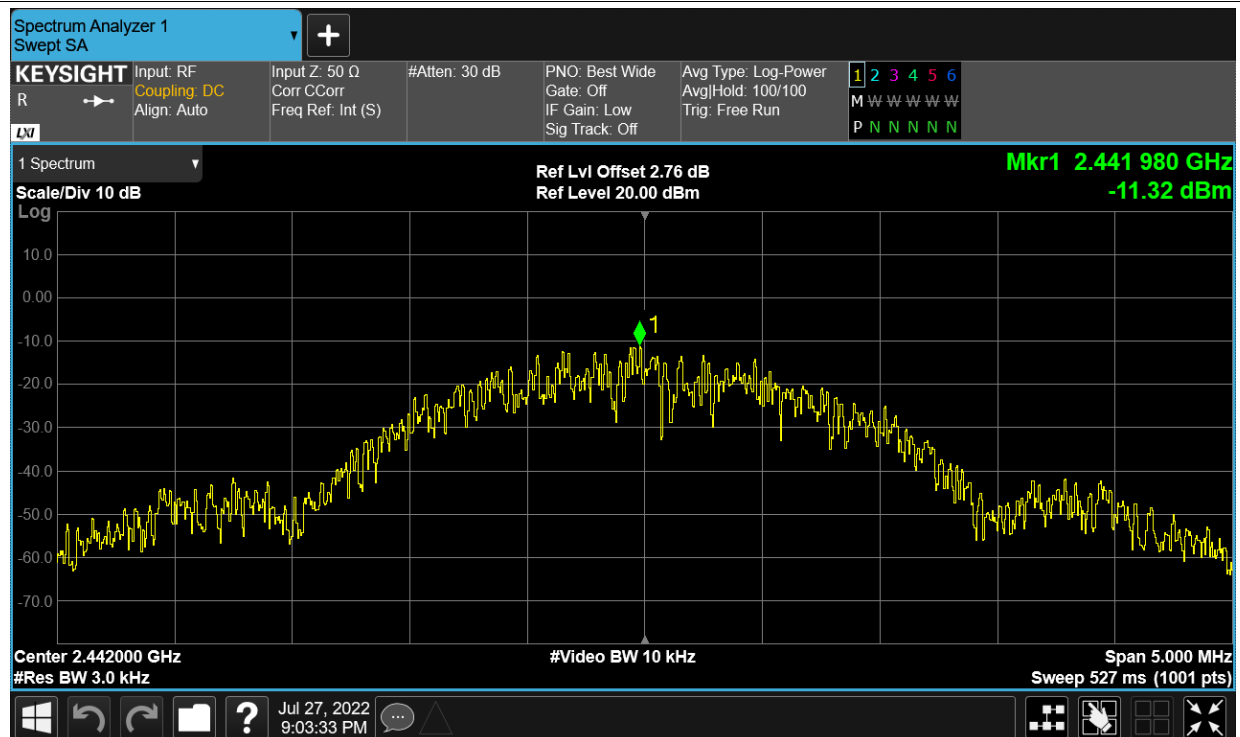 Spectrum Analyzer 1
Swept SA
KEYSIGHT
R
LXI
Input: RF
Coupling: DC
Align: Auto
Input Z: 50 Ω
Corr CCorr
Freq Ref: Int (S)
#Atten: 30 dB
PNO: Best Wide
Gate: Off
IF Gain: Low
Sig Track: Off
Avg Type: Log-Power
Avg|Hold: 100/100
Trig: Free Run
1 2 3 4 5 6
M W W W W W
P N N N N N
1 Spectrum
Scale/Div 10 dB
Ref Lvl Offset 2.76 dB
Ref Level 20.00 dBm
Mkr1 2.441 980 GHz
-11.32 dBm
Log
10.0
0.00
-10.0
-20.0
-30.0
-40.0
-50.0
-60.0
-70.0
1
Center 2.442000 GHz
#Res BW 3.0 kHz
#Video BW 10 kHz
Span 5.000 MHz
Sweep 527 ms (1001 pts)
?
Jul 27, 2022
9:03:33 PM